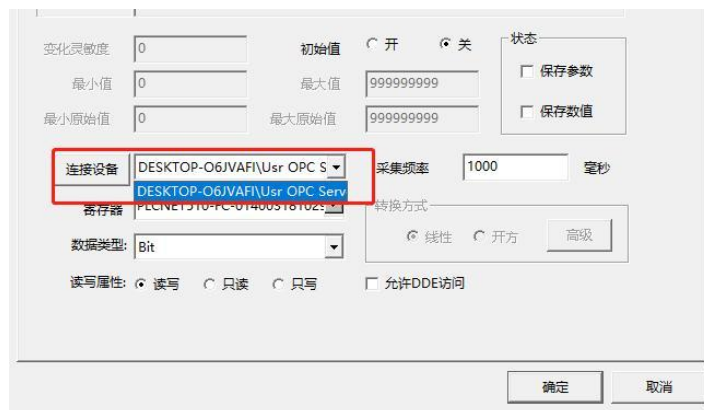 变化灵敏度 0 初始值 开 关 状态
保存参数
最小值 0 最大值 999999999
保存数值
最小原始值 0 最大原始值 999999999
连接设备 DESKTOP-O6JVAFI\Usr OPC S 采集频率 1000 毫秒
DESKTOP-O6JVAFI\Usr OPC Serv
寄存器 转换方式
线性 开方 高级
数据类型: Bit
读写属性: 读写 只读 只写 允许DDE访问
确定 取消